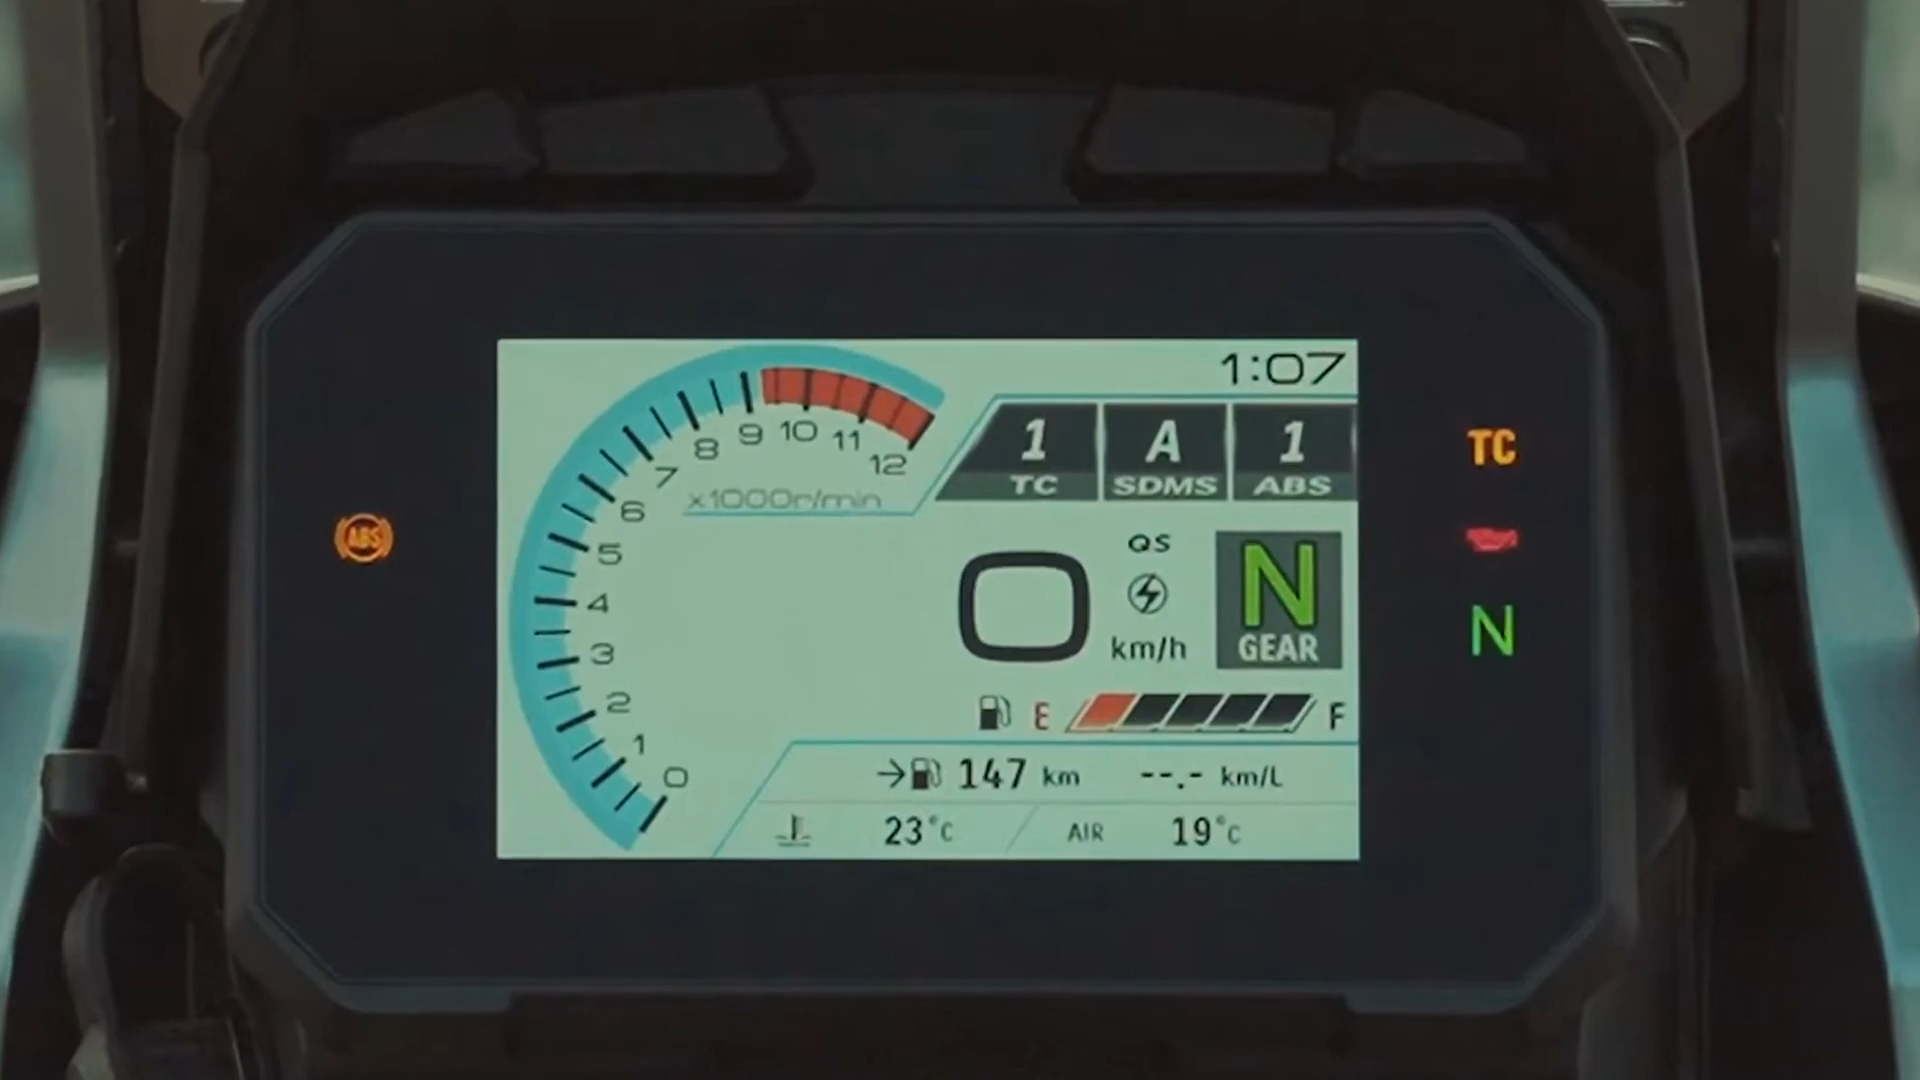 1:07
1 A 1
TC SDMS ABS
0
1
2
3
4
5
6
7
8
9
10
11
12
x1000r/min
TC
ABS
QS
0
km/h
N
GEAR
N
E F
147 km --.- km/L
23°C AIR 19°C